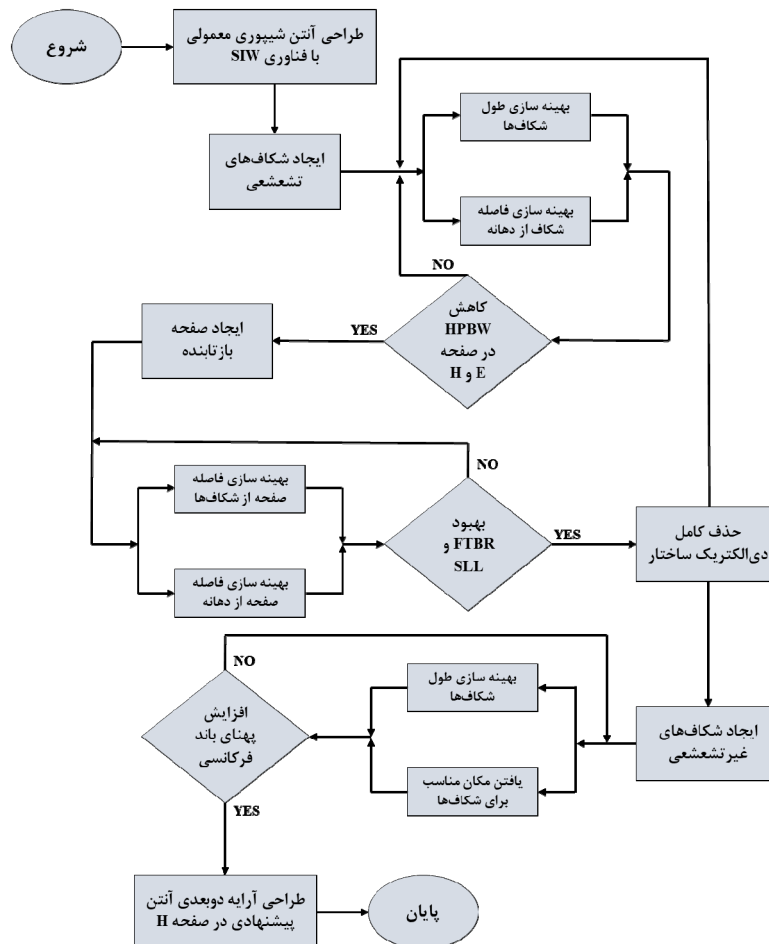 شروع
طراحی آنتن شیپوری معمولی
با فناوری SIW
ایجاد شکاف‌های
تشعشعی
بهینه سازی طول
شکاف‌ها
بهینه سازی فاصله
شکاف از دهانه
NO
کاهش
HPBW
در صفحه
E و H
YES
ایجاد صفحه
بازتابنده
NO
بهینه سازی فاصله
صفحه از شکاف‌ها
بهینه سازی فاصله
صفحه از دهانه
بهبود
FTBR و
SLL
YES
حذف کامل
دی‌الکتریک ساختار
ایجاد شکاف‌های
غیرتشعشعی
بهینه سازی طول
شکاف‌ها
یافتن مکان مناسب
برای شکاف‌ها
NO
افزایش
پهنای باند
فرکانسی
YES
طراحی آرایه دوبعدی آنتن
پیشنهادی در صفحه H
پایان